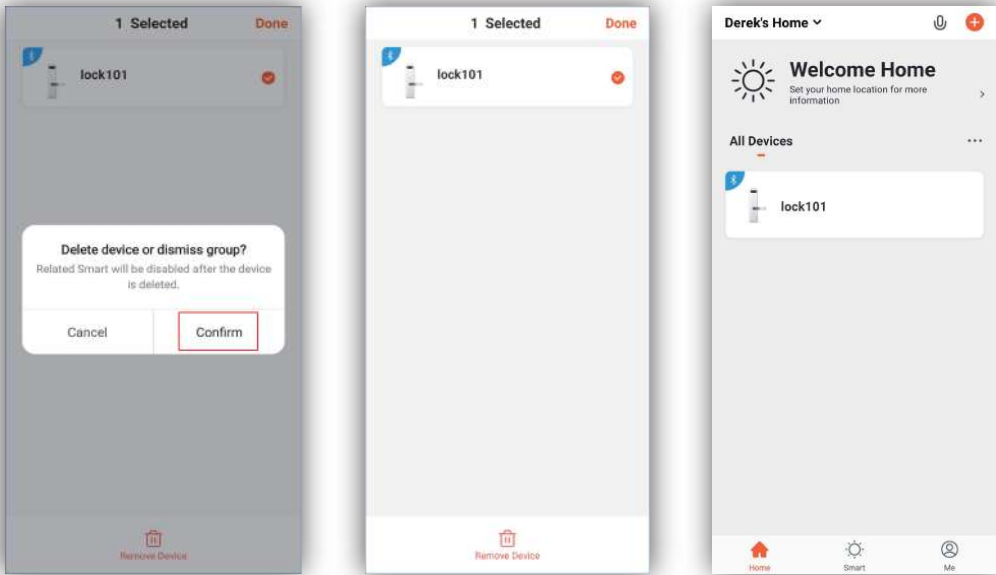 1 Selected
Done
lock101
Delete device or dismiss group?
Related Smart will be disabled after the device
is deleted.
Cancel
Confirm
Remove Device
1 Selected
Done
lock101
Remove Device
Derek's Home
Welcome Home
Set your home location for more
information
All Devices
lock101
Home
Smart
Me